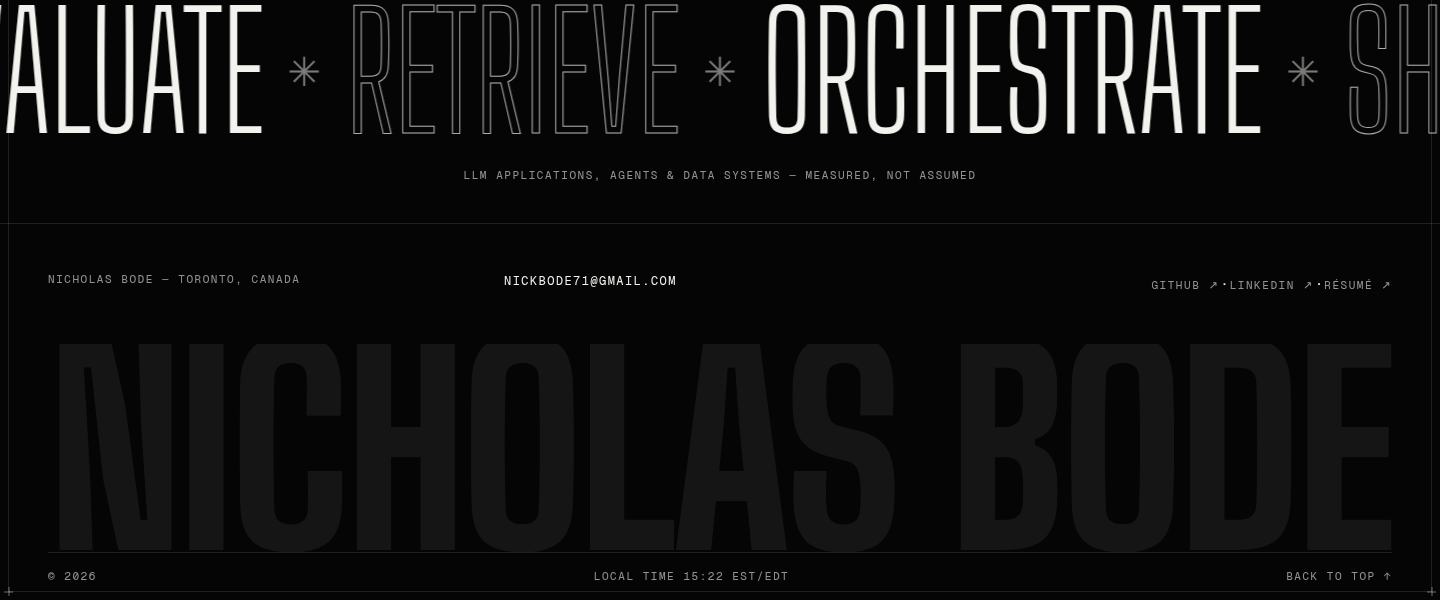 ALUATE ✳ RETRIEVE ✳ ORCHESTRATE ✳ SH
LLM APPLICATIONS, AGENTS & DATA SYSTEMS — MEASURED, NOT ASSUMED
NICHOLAS BODE — TORONTO, CANADA
NICKBODE71@GMAIL.COM
GITHUB ↗ · LINKEDIN ↗ · RÉSUMÉ ↗
NICHOLAS BODE
© 2026
LOCAL TIME 15:22 EST/EDT
BACK TO TOP ↑